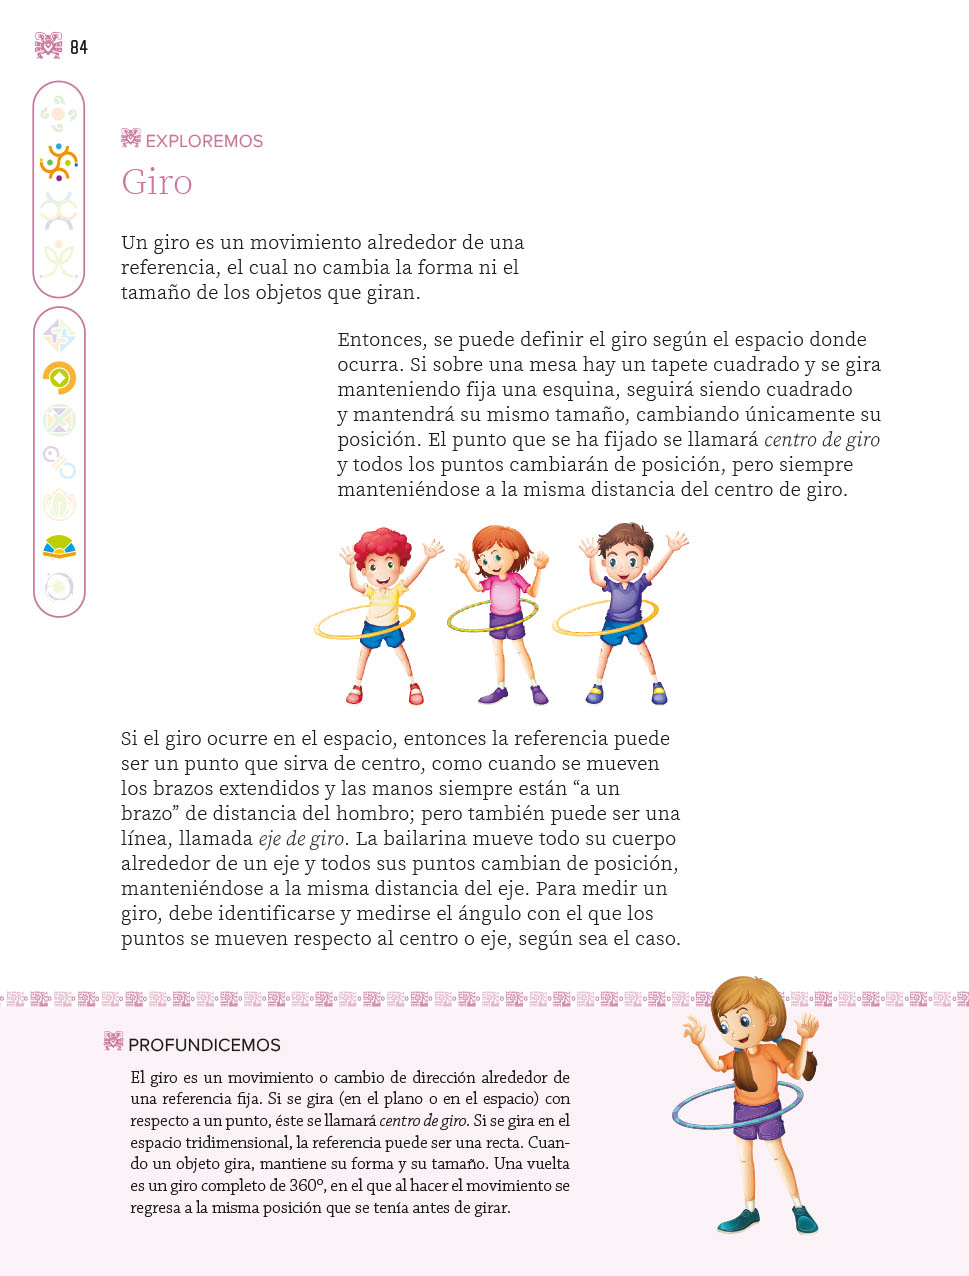 84
EXPLOREMOS
Giro
Un giro es un movimiento alrededor de una
referencia, el cual no cambia la forma ni el
tamaño de los objetos que giran.
Entonces, se puede definir el giro según el espacio donde
ocurra. Si sobre una mesa hay un tapete cuadrado y se gira
manteniendo fija una esquina, seguirá siendo cuadrado
y mantendrá su mismo tamaño, cambiando únicamente su
posición. El punto que se ha fijado se llamará centro de giro
y todos los puntos cambiarán de posición, pero siempre
manteniéndose a la misma distancia del centro de giro.
Si el giro ocurre en el espacio, entonces la referencia puede
ser un punto que sirva de centro, como cuando se mueven
los brazos extendidos y las manos siempre están “a un
brazo” de distancia del hombro; pero también puede ser una
línea, llamada eje de giro. La bailarina mueve todo su cuerpo
alrededor de un eje y todos sus puntos cambian de posición,
manteniéndose a la misma distancia del eje. Para medir un
giro, debe identificarse y medirse el ángulo con el que los
puntos se mueven respecto al centro o eje, según sea el caso.
PROFUNDICEMOS
El giro es un movimiento o cambio de dirección alrededor de
una referencia fija. Si se gira (en el plano o en el espacio) con
respecto a un punto, éste se llamará centro de giro. Si se gira en el
espacio tridimensional, la referencia puede ser una recta. Cuan-
do un objeto gira, mantiene su forma y su tamaño. Una vuelta
es un giro completo de 360º, en el que al hacer el movimiento se
regresa a la misma posición que se tenía antes de girar.